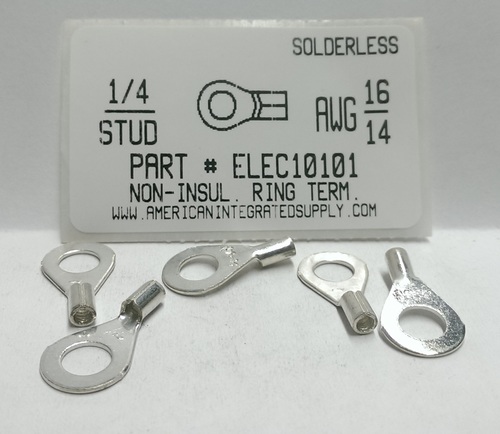 SOLDERLESS
1/4
STUD
AWG 16
14
PART # ELEC10101
NON-INSUL. RING TERM.
WWW.AMERICANINTEGRATEDSUPPLY.COM